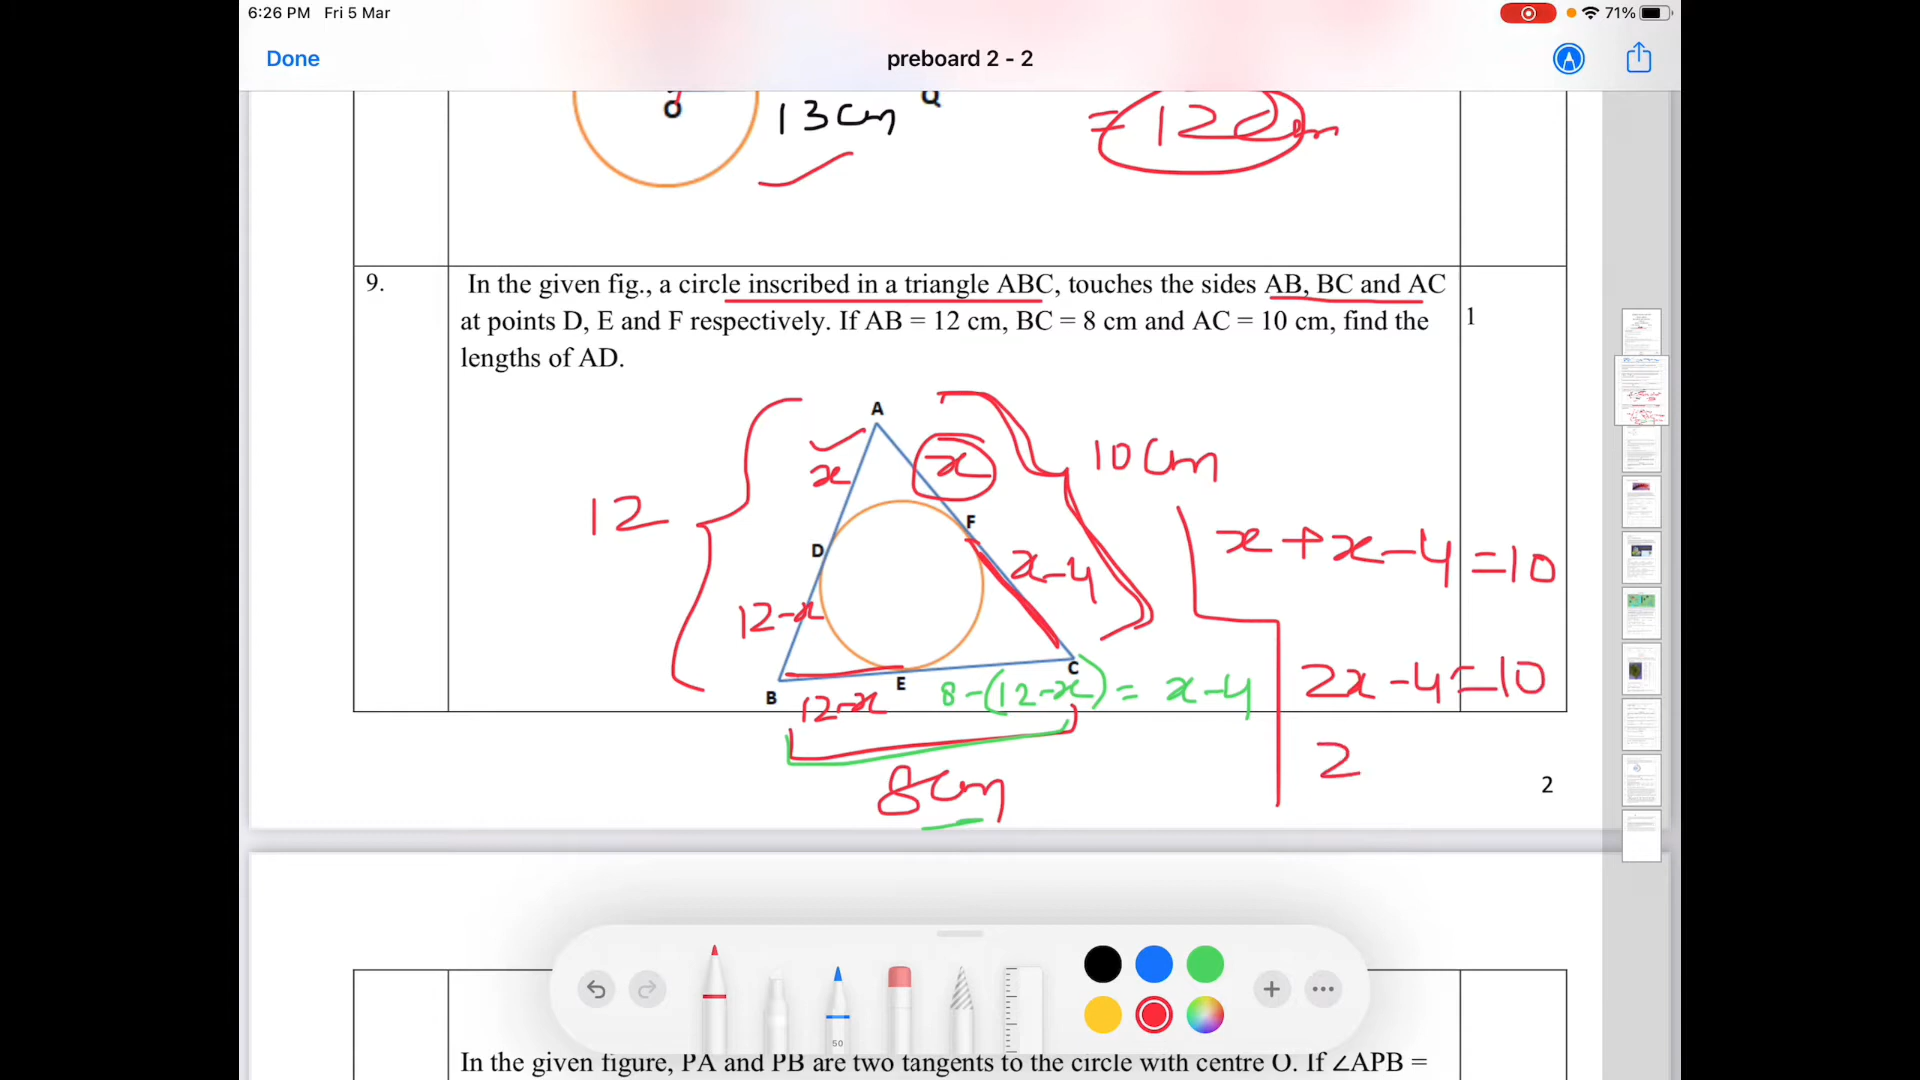 6:26 PM Fri 5 Mar
71%
Done
preboard 2 - 2
O
13cm
Q
= 12cm
9.
In the given fig., a circle inscribed in a triangle ABC, touches the sides AB, BC and AC
at points D, E and F respectively. If AB = 12 cm, BC = 8 cm and AC = 10 cm, find the
lengths of AD.
1
A
x
x
10cm
12
F
D
x-4
x+x-4=10
12-x
B
E
C
12-x
8-(12-x) = x-4
2x-4=10
8cm
2
2
50
In the given figure, PA and PB are two tangents to the circle with centre O. If ∠APB =